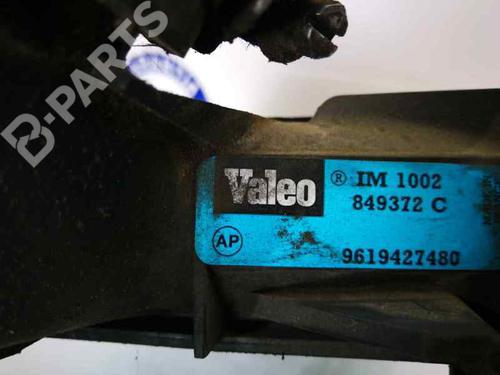 B-PARTS
Valeo
® IM 1002
849372 C
AP
9619427480